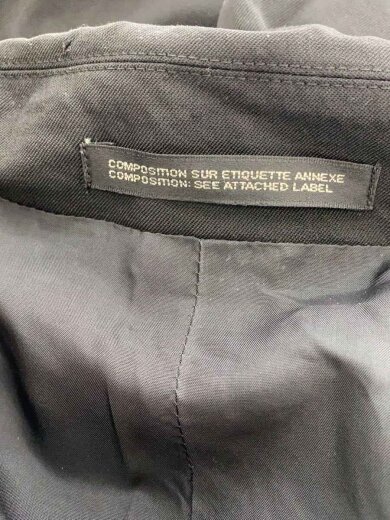 COMPOSITION SUR ETIQUETTE ANNEXE
COMPOSITION: SEE ATTACHED LABEL